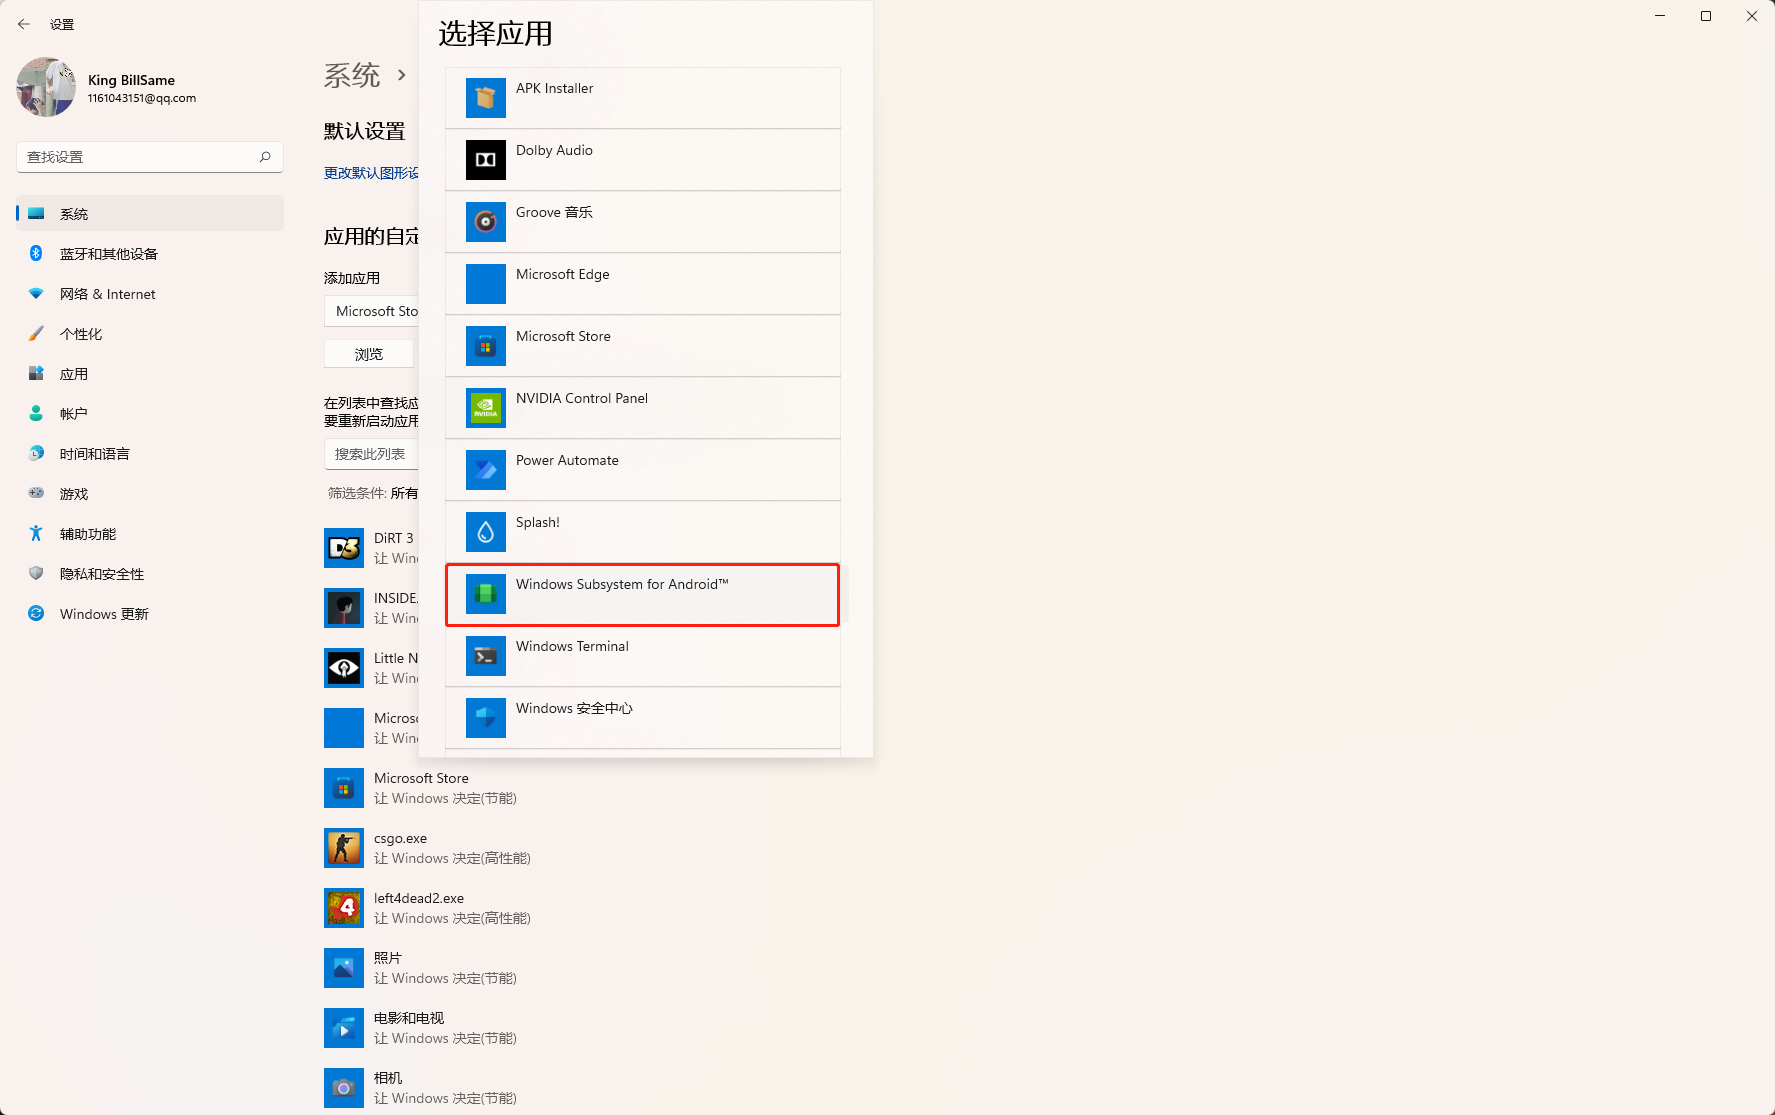 设置
King BillSame
1161043151@qq.com
查找设置
系统
蓝牙和其他设备
网络 & Internet
个性化
应用
帐户
时间和语言
游戏
辅助功能
隐私和安全性
Windows 更新
系统 ›
默认设置
更改默认图形设
应用的自定
添加应用
Microsoft Sto
浏览
在列表中查找应
要重新启动应用
搜索此列表
筛选条件: 所有
DiRT 3
让 Wind
INSIDE.
让 Wind
Little N
让 Wind
Microso
让 Wind
Microsoft Store
让 Windows 决定(节能)
csgo.exe
让 Windows 决定(高性能)
left4dead2.exe
让 Windows 决定(高性能)
照片
让 Windows 决定(节能)
电影和电视
让 Windows 决定(节能)
相机
让 Windows 决定(节能)
选择应用
APK Installer
Dolby Audio
Groove 音乐
Microsoft Edge
Microsoft Store
NVIDIA Control Panel
Power Automate
Splash!
Windows Subsystem for Android™
Windows Terminal
Windows 安全中心